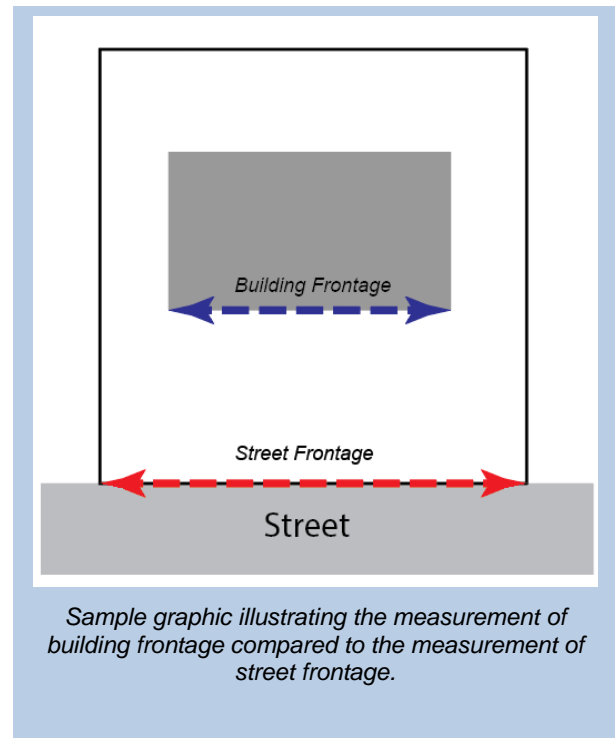 Building Frontage
Street Frontage
Street
Sample graphic illustrating the measurement of
building frontage compared to the measurement of
street frontage.